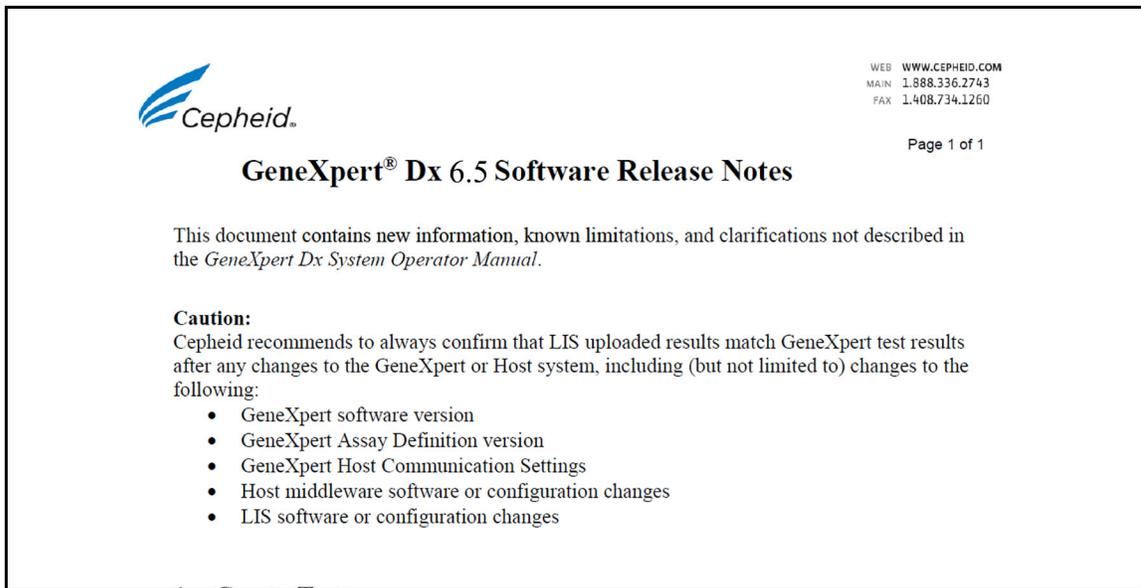 Cepheid®
WEB WWW.CEPHEID.COM
MAIN 1.888.336.2743
FAX 1.408.734.1260
Page 1 of 1
GeneXpert® Dx 6.5 Software Release Notes
This document contains new information, known limitations, and clarifications not described in
the GeneXpert Dx System Operator Manual.
Caution:
Cepheid recommends to always confirm that LIS uploaded results match GeneXpert test results
after any changes to the GeneXpert or Host system, including (but not limited to) changes to the
following:
• GeneXpert software version
• GeneXpert Assay Definition version
• GeneXpert Host Communication Settings
• Host middleware software or configuration changes
• LIS software or configuration changes